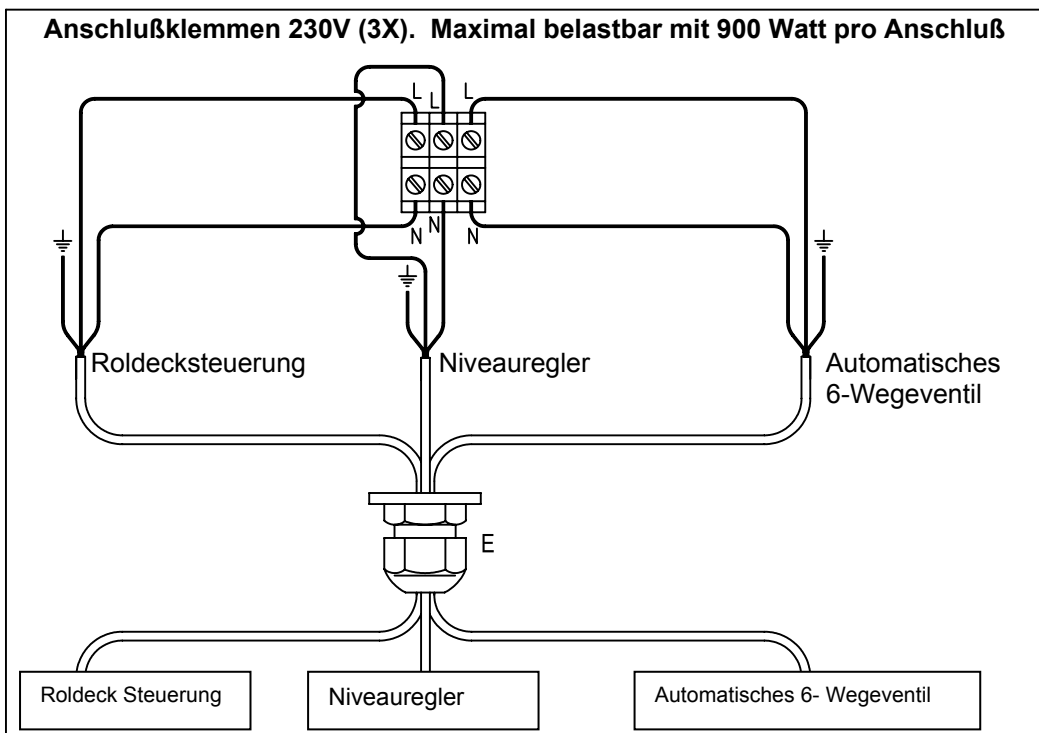 Anschlußklemmen 230V (3X).  Maximal belastbar mit 900 Watt pro Anschluß
L L L
N N N
Roldecksteuerung
Niveauregler
Automatisches
6-Wegeventil
E
Roldeck Steuerung
Niveauregler
Automatisches 6- Wegeventil